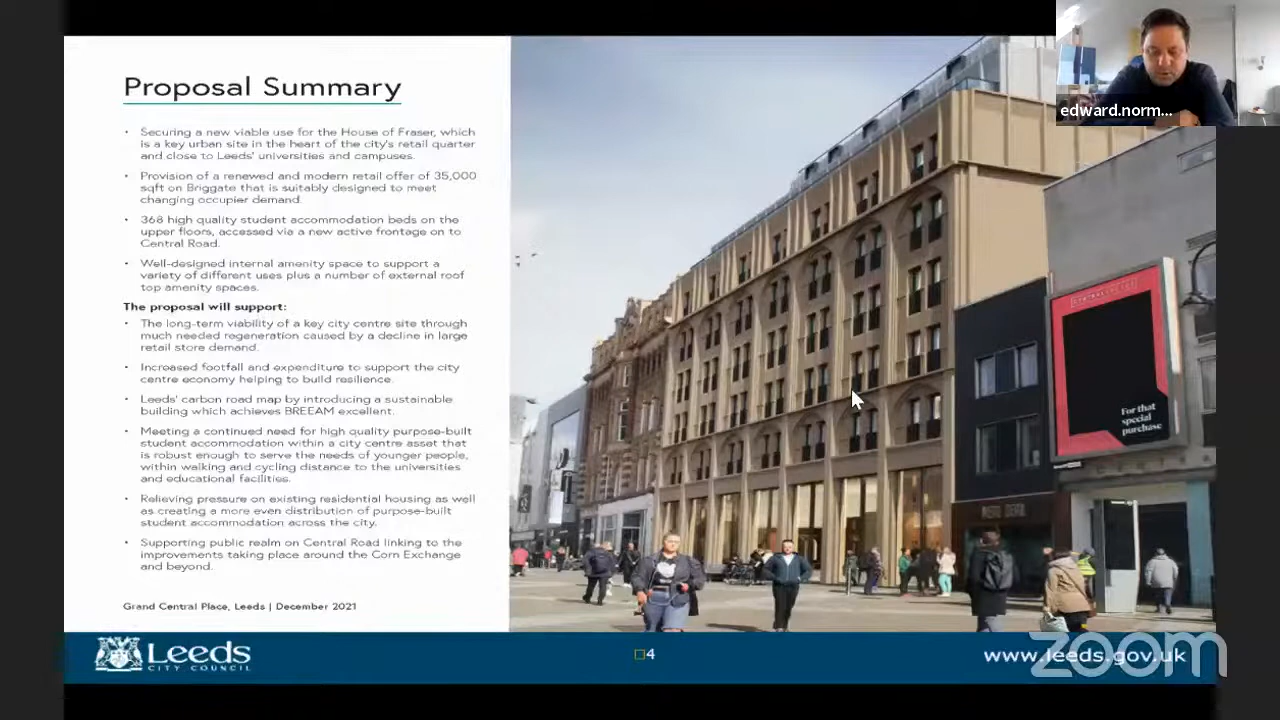 edward.norm...
Proposal Summary
• Securing a new viable use for the House of Fraser, which
is a key urban site in the heart of the city's retail quarter
and close to Leeds' universities and campuses.
• Provision of a renewed and modern retail offer of 35,000
sqft on Briggate that is suitably designed to meet
changing occupier demand.
• 368 high quality student accommodation beds on the
upper floors, accessed via a new active frontage on to
Central Road.
• Well-designed internal amenity space to support a
variety of different uses plus a number of external roof
top amenity spaces.
The proposal will support:
• The long-term viability of a key city centre site through
much needed regeneration caused by a decline in large
retail store demand.
• Increased footfall and expenditure to support the city
centre economy helping to build resilience.
• Leeds' carbon road map by introducing a sustainable
building which achieves BREEAM excellent.
• Meeting a continued need for high quality purpose-built
student accommodation within a city centre asset that
is robust enough to serve the needs of younger people,
within walking and cycling distance to the universities
and educational facilities.
• Relieving pressure on existing residential housing as well
as creating a more even distribution of purpose-built
student accommodation across the city.
• Supporting public realm on Central Road linking to the
improvements taking place around the Corn Exchange
and beyond.
Grand Central Place, Leeds | December 2021
For that
special
purchase
Leeds
CITY COUNCIL
4
www.leeds.gov.uk
zoom